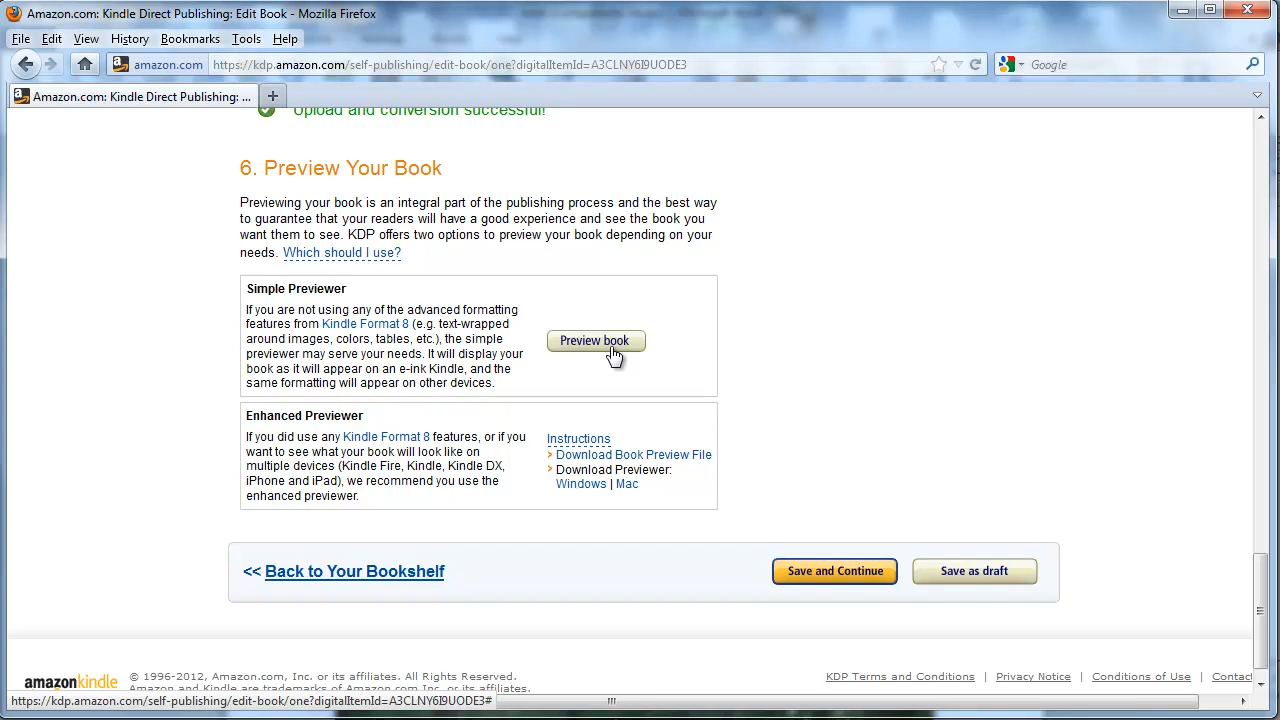 Amazon.com: Kindle Direct Publishing: Edit Book - Mozilla Firefox
File Edit View History Bookmarks Tools Help
amazon.com https://kdp.amazon.com/self-publishing/edit-book/one?digitalItemId=A3CLNY6I9UODE3 Google
Amazon.com: Kindle Direct Publishing: ... +
Upload and conversion successful!
6. Preview Your Book
Previewing your book is an integral part of the publishing process and the best way
to guarantee that your readers will have a good experience and see the book you
want them to see. KDP offers two options to preview your book depending on your
needs. Which should I use?
Simple Previewer
If you are not using any of the advanced formatting
features from Kindle Format 8 (e.g. text-wrapped
around images, colors, tables, etc.), the simple
previewer may serve your needs. It will display your
book as it will appear on an e-ink Kindle, and the
same formatting will appear on other devices.
Preview book
Enhanced Previewer
If you did use any Kindle Format 8 features, or if you
want to see what your book will look like on
multiple devices (Kindle Fire, Kindle, Kindle DX,
iPhone and iPad), we recommend you use the
enhanced previewer.
Instructions
› Download Book Preview File
› Download Previewer:
Windows | Mac
<< Back to Your Bookshelf
Save and Continue
Save as draft
amazonkindle
© 1996-2012, Amazon.com, Inc. or its affiliates. All Rights Reserved.
Amazon and Kindle are trademarks of Amazon.com Inc. or its affiliates.
KDP Terms and Conditions | Privacy Notice | Conditions of Use | Contact
https://kdp.amazon.com/self-publishing/edit-book/one?digitalItemId=A3CLNY6I9UODE3#